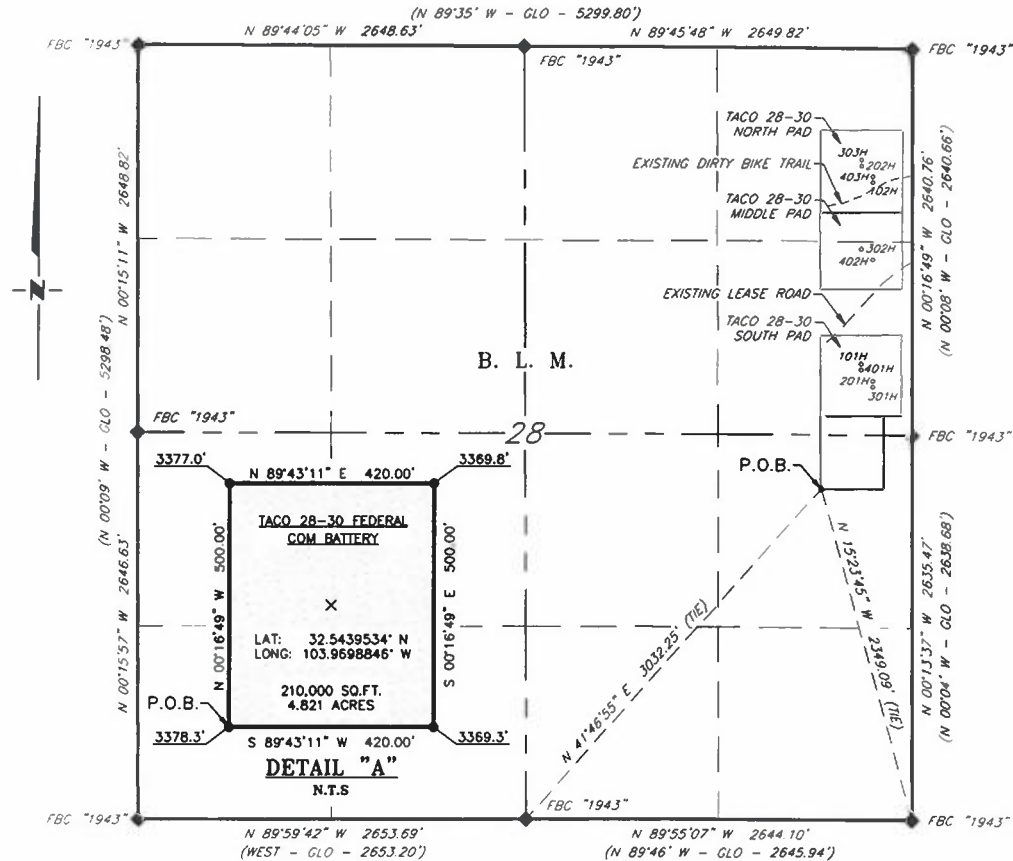 (N 89°35' W - GLO - 5299.80')
N 89°44'05" W 2648.63'
N 89°45'48" W 2649.82'
FBC "1943"
FBC "1943"
FBC "1943"
TACO 28-30
NORTH PAD
303H
202H
403H
102H
EXISTING DIRTY BIKE TRAIL
TACO 28-30
MIDDLE PAD
302H
402H
EXISTING LEASE ROAD
TACO 28-30
SOUTH PAD
101H
401H
201H
301H
N 00°15'11" W 2648.82'
(N 00°09' W - GLO - 5298.48')
N 00°16'49" W 2640.76'
(N 00°08' W - GLO - 2640.66')
N
B. L. M.
FBC "1943"
28
FBC "1943"
3377.0'
N 89°43'11" E 420.00'
3369.8'
P.O.B.
TACO 28-30 FEDERAL
COM BATTERY
N 00°16'49" W 500.00'
S 00°16'49" E 500.00'
LAT: 32.5439534° N
LONG: 103.9698846° W
210,000 SQ.FT.
4.821 ACRES
P.O.B.
3378.3'
S 89°43'11" W 420.00'
3369.3'
DETAIL "A"
N.T.S
N 00°15'57" W 2646.63'
N 41°46'55" E 3032.25' (TIE)
N 15°23'45" W 2349.09' (TIE)
N 00°13'37" W 2635.47'
(N 00°04' W - GLO - 2638.68')
FBC "1943"
FBC "1943"
FBC "1943"
N 89°59'42" W 2653.69'
(WEST - GLO - 2653.20')
N 89°55'07" W 2644.10'
(N 89°46' W - GLO - 2645.94')